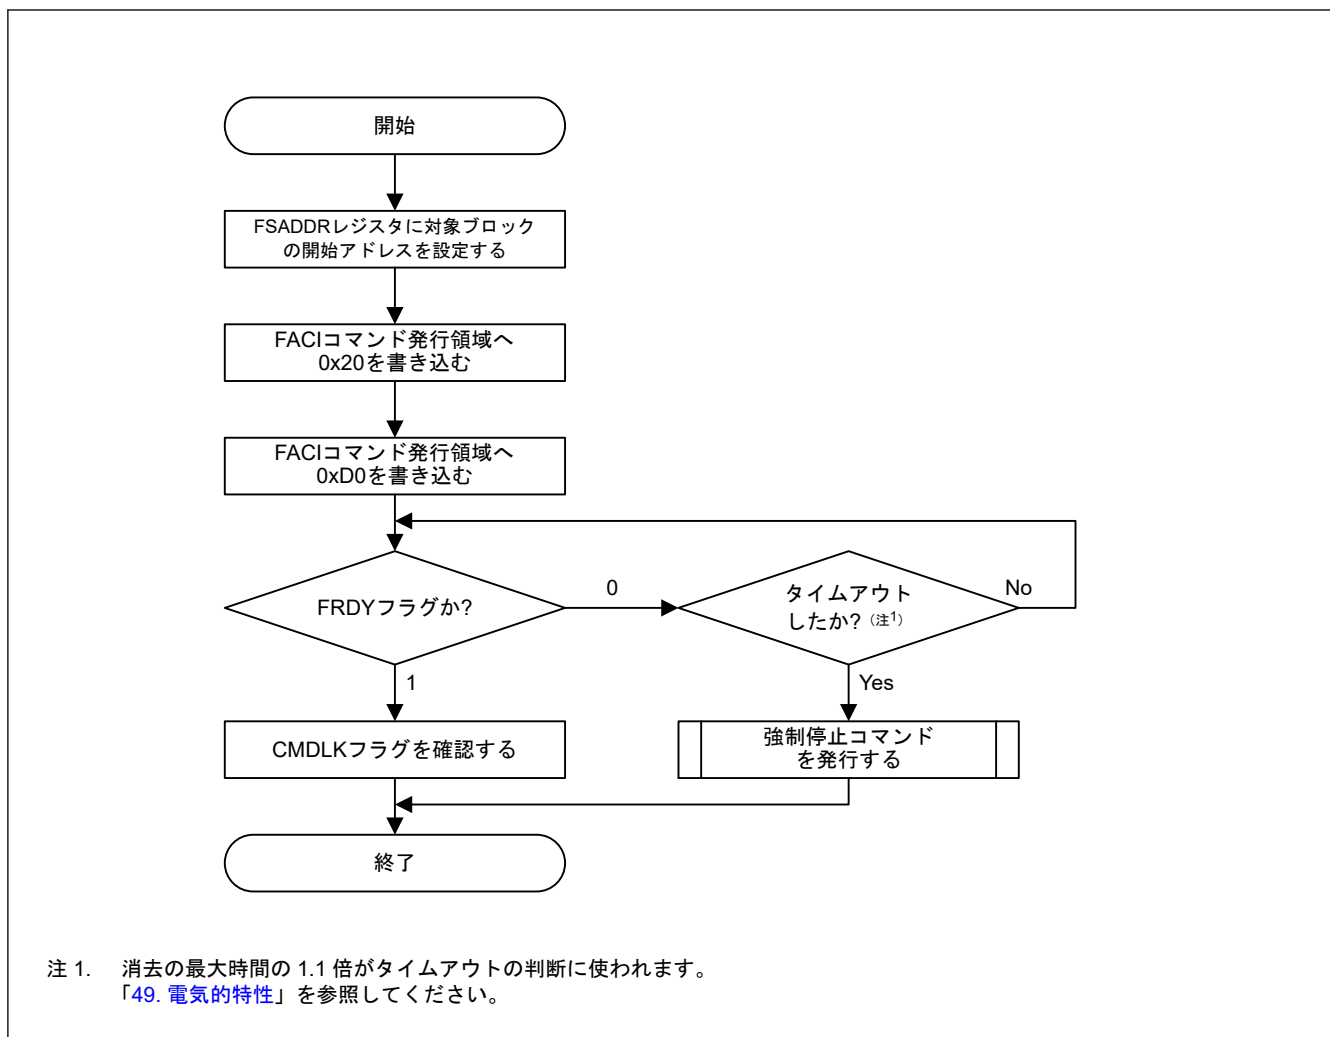 開始
FSADDRレジスタに対象ブロック
の開始アドレスを設定する
FACIコマンド発行領域へ
0x20を書き込む
FACIコマンド発行領域へ
0xD0を書き込む
FRDYフラグか?
0
タイムアウト
したか?（注1）
No
1
Yes
CMDLKフラグを確認する
強制停止コマンド
を発行する
終了
注 1. 消去の最大時間の 1.1 倍がタイムアウトの判断に使われます。
「49. 電気的特性」を参照してください。